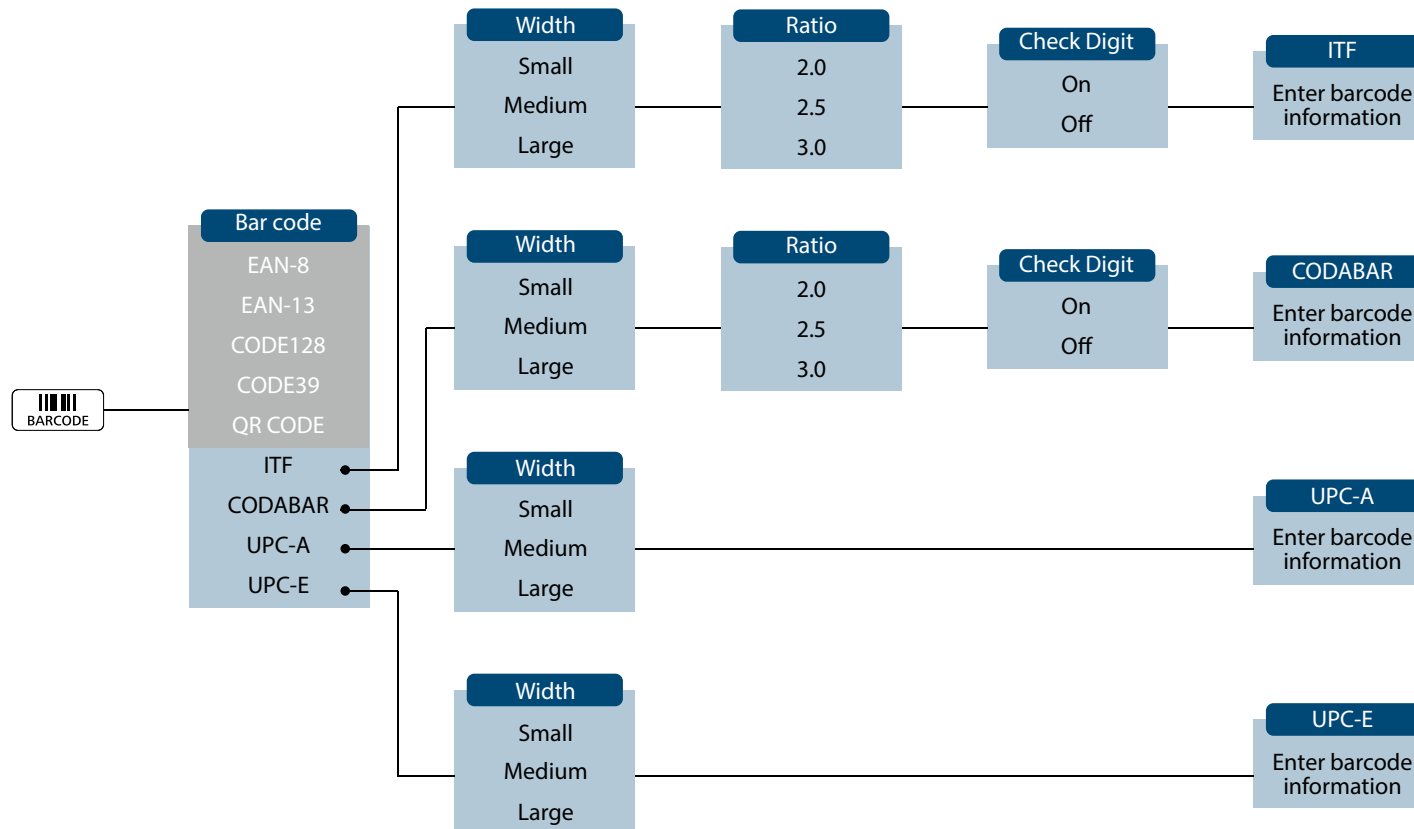 BARCODE
Bar code
EAN-8
EAN-13
CODE128
CODE39
QR CODE
ITF
CODABAR
UPC-A
UPC-E
Width
Small
Medium
Large
Ratio
2.0
2.5
3.0
Check Digit
On
Off
ITF
Enter barcode
information
Width
Small
Medium
Large
Ratio
2.0
2.5
3.0
Check Digit
On
Off
CODABAR
Enter barcode
information
Width
Small
Medium
Large
UPC-A
Enter barcode
information
Width
Small
Medium
Large
UPC-E
Enter barcode
information